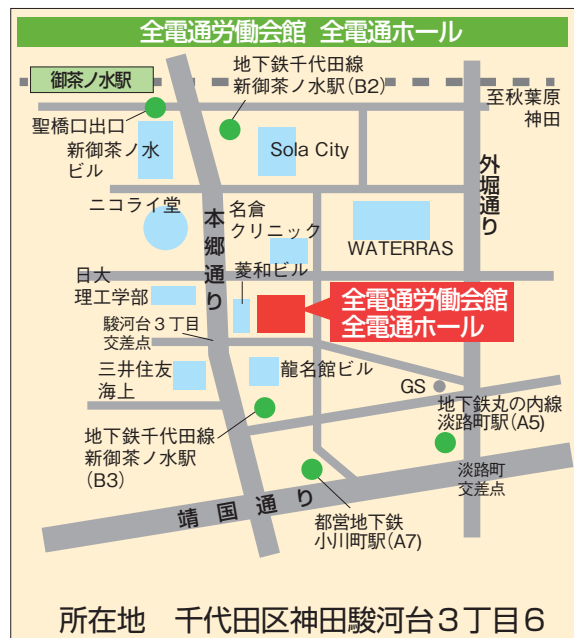 全電通労働会館 全電通ホール
御茶ノ水駅
地下鉄千代田線
新御茶ノ水駅(B2)
至秋葉原
神田
聖橋口出口
新御茶ノ水
ビル
Sola City
外堀通り
ニコライ堂
本郷通り
名倉
クリニック
WATERRAS
日大
理工学部
菱和ビル
全電通労働会館
全電通ホール
駿河台3丁目
交差点
三井住友
海上
龍名館ビル
GS
地下鉄丸の内線
淡路町駅(A5)
地下鉄千代田線
新御茶ノ水駅
(B3)
淡路町
交差点
靖国通り
都営地下鉄
小川町駅(A7)
所在地 千代田区神田駿河台3丁目6